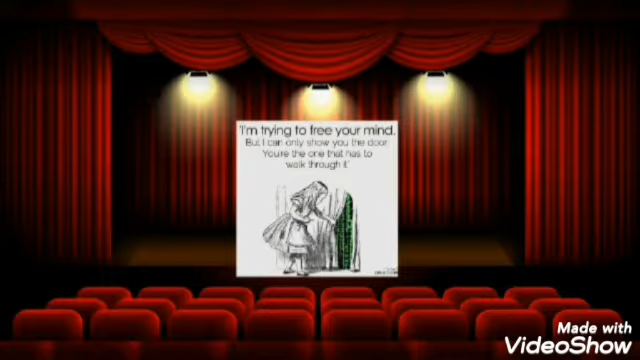 'I'm trying to free your mind.
But I can only show you the door.
You're the one that has to
walk through it'
Made with
VideoShow